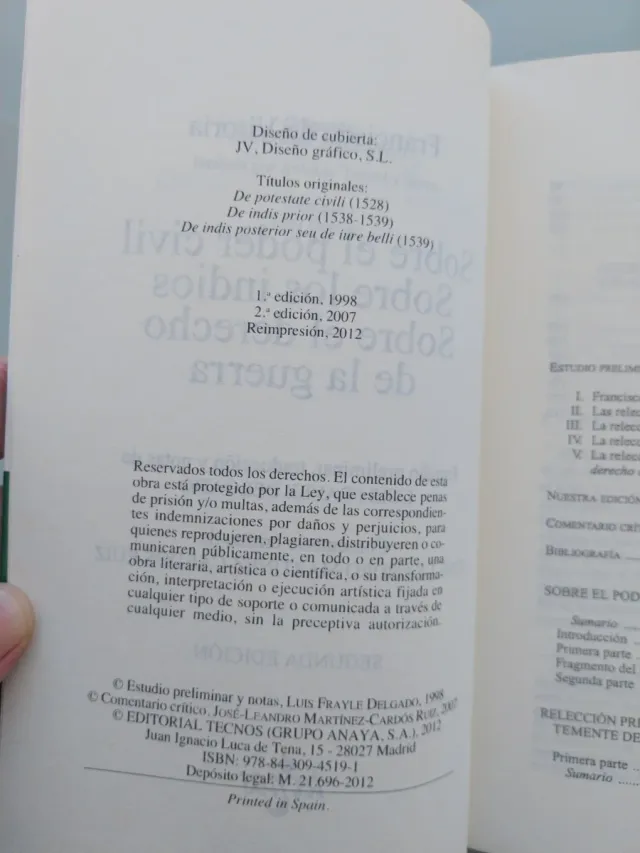 Diseño de cubierta:
JV, Diseño gráfico, S.L.
Títulos originales:
De potestate civili (1528)
De indis prior (1538-1539)
De indis posterior seu de iure belli (1539)
1.ª edición, 1998
2.ª edición, 2007
Reimpresión, 2012
Reservados todos los derechos. El contenido de esta
obra está protegido por la Ley, que establece penas
de prisión y/o multas, además de las correspondien-
tes indemnizaciones por daños y perjuicios, para
quienes reprodujeren, plagiaren, distribuyeren o co-
municaren públicamente, en todo o en parte, una
obra literaria, artística o científica, o su transforma-
ción, interpretación o ejecución artística fijada en
cualquier tipo de soporte o comunicada a través de
cualquier medio, sin la preceptiva autorización.
© Estudio preliminar y notas, LUIS FRAYLE DELGADO, 1998
© Comentario crítico, JOSÉ-LEANDRO MARTÍNEZ-CARDÓS RUIZ, 2007
© EDITORIAL TECNOS (GRUPO ANAYA, S.A.), 2012
Juan Ignacio Luca de Tena, 15 - 28027 Madrid
ISBN: 978-84-309-4519-1
Depósito legal: M. 21.696-2012
Printed in Spain.
ESTUDIO PRELIMI
I. Francisc
II. Las relec
III. La relecc
IV. La relecc
V. La relecc
derecho
NUESTRA EDICIÓN
COMENTARIO CRÍ
BIBLIOGRAFÍA
SOBRE EL POD
Sumario
Introducción
Primera parte
Fragmento del
Segunda parte
RELECCIÓN PRI
TEMENTE DE
Primera parte
Sumario